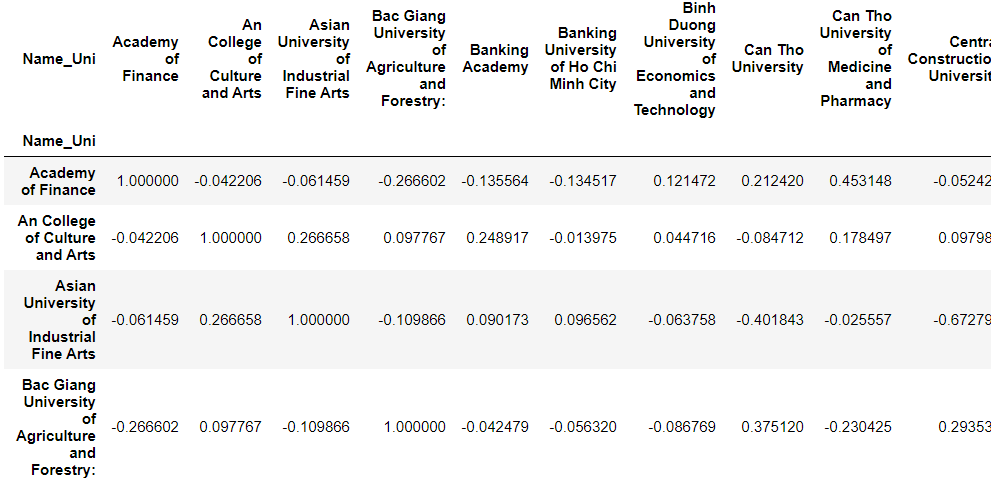 Name_Uni
Academy
of
Finance
An
College
of
Culture
and Arts
Asian
University
of
Industrial
Fine Arts
Bac Giang
University
of
Agriculture
and
Forestry:
Banking
Academy
Banking
University
of Ho Chi
Minh City
Binh
Duong
University
of
Economics
and
Technology
Can Tho
University
Can Tho
University
of
Medicine
and
Pharmacy
Centra
Constructio
Universit
Name_Uni
Academy
of Finance
1.000000 -0.042206 -0.061459 -0.266602 -0.135564 -0.134517 0.121472 0.212420 0.453148 -0.05242
An College
of Culture
and Arts
-0.042206 1.000000 0.266658 0.097767 0.248917 -0.013975 0.044716 -0.084712 0.178497 0.09798
Asian
University
of
Industrial
Fine Arts
-0.061459 0.266658 1.000000 -0.109866 0.090173 0.096562 -0.063758 -0.401843 -0.025557 -0.67279
Bac Giang
University
of
Agriculture
and
Forestry:
-0.266602 0.097767 -0.109866 1.000000 -0.042479 -0.056320 -0.086769 0.375120 -0.230425 0.29353